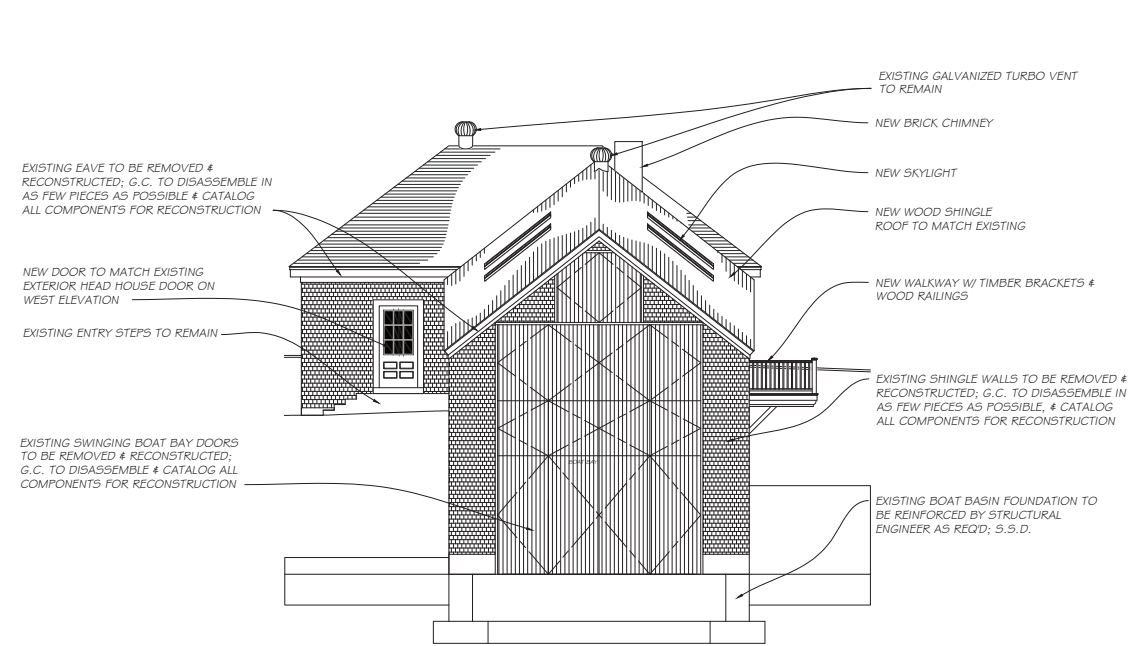 EXISTING GALVANIZED TURBO VENT
TO REMAIN
NEW BRICK CHIMNEY
EXISTING EAVE TO BE REMOVED &
RECONSTRUCTED; G.C. TO DISASSEMBLE IN
AS FEW PIECES AS POSSIBLE & CATALOG
ALL COMPONENTS FOR RECONSTRUCTION
NEW SKYLIGHT
NEW WOOD SHINGLE
ROOF TO MATCH EXISTING
NEW DOOR TO MATCH EXISTING
EXTERIOR HEAD HOUSE DOOR ON
WEST ELEVATION
NEW WALKWAY W/ TIMBER BRACKETS &
WOOD RAILINGS
EXISTING ENTRY STEPS TO REMAIN
EXISTING SHINGLE WALLS TO BE REMOVED &
RECONSTRUCTED; G.C. TO DISASSEMBLE IN
AS FEW PIECES AS POSSIBLE, & CATALOG
ALL COMPONENTS FOR RECONSTRUCTION
EXISTING SWINGING BOAT BAY DOORS
TO BE REMOVED & RECONSTRUCTED;
G.C. TO DISASSEMBLE & CATALOG ALL
COMPONENTS FOR RECONSTRUCTION
BOAT BAY
EXISTING BOAT BASIN FOUNDATION TO
BE REINFORCED BY STRUCTURAL
ENGINEER AS REQ'D; S.S.D.